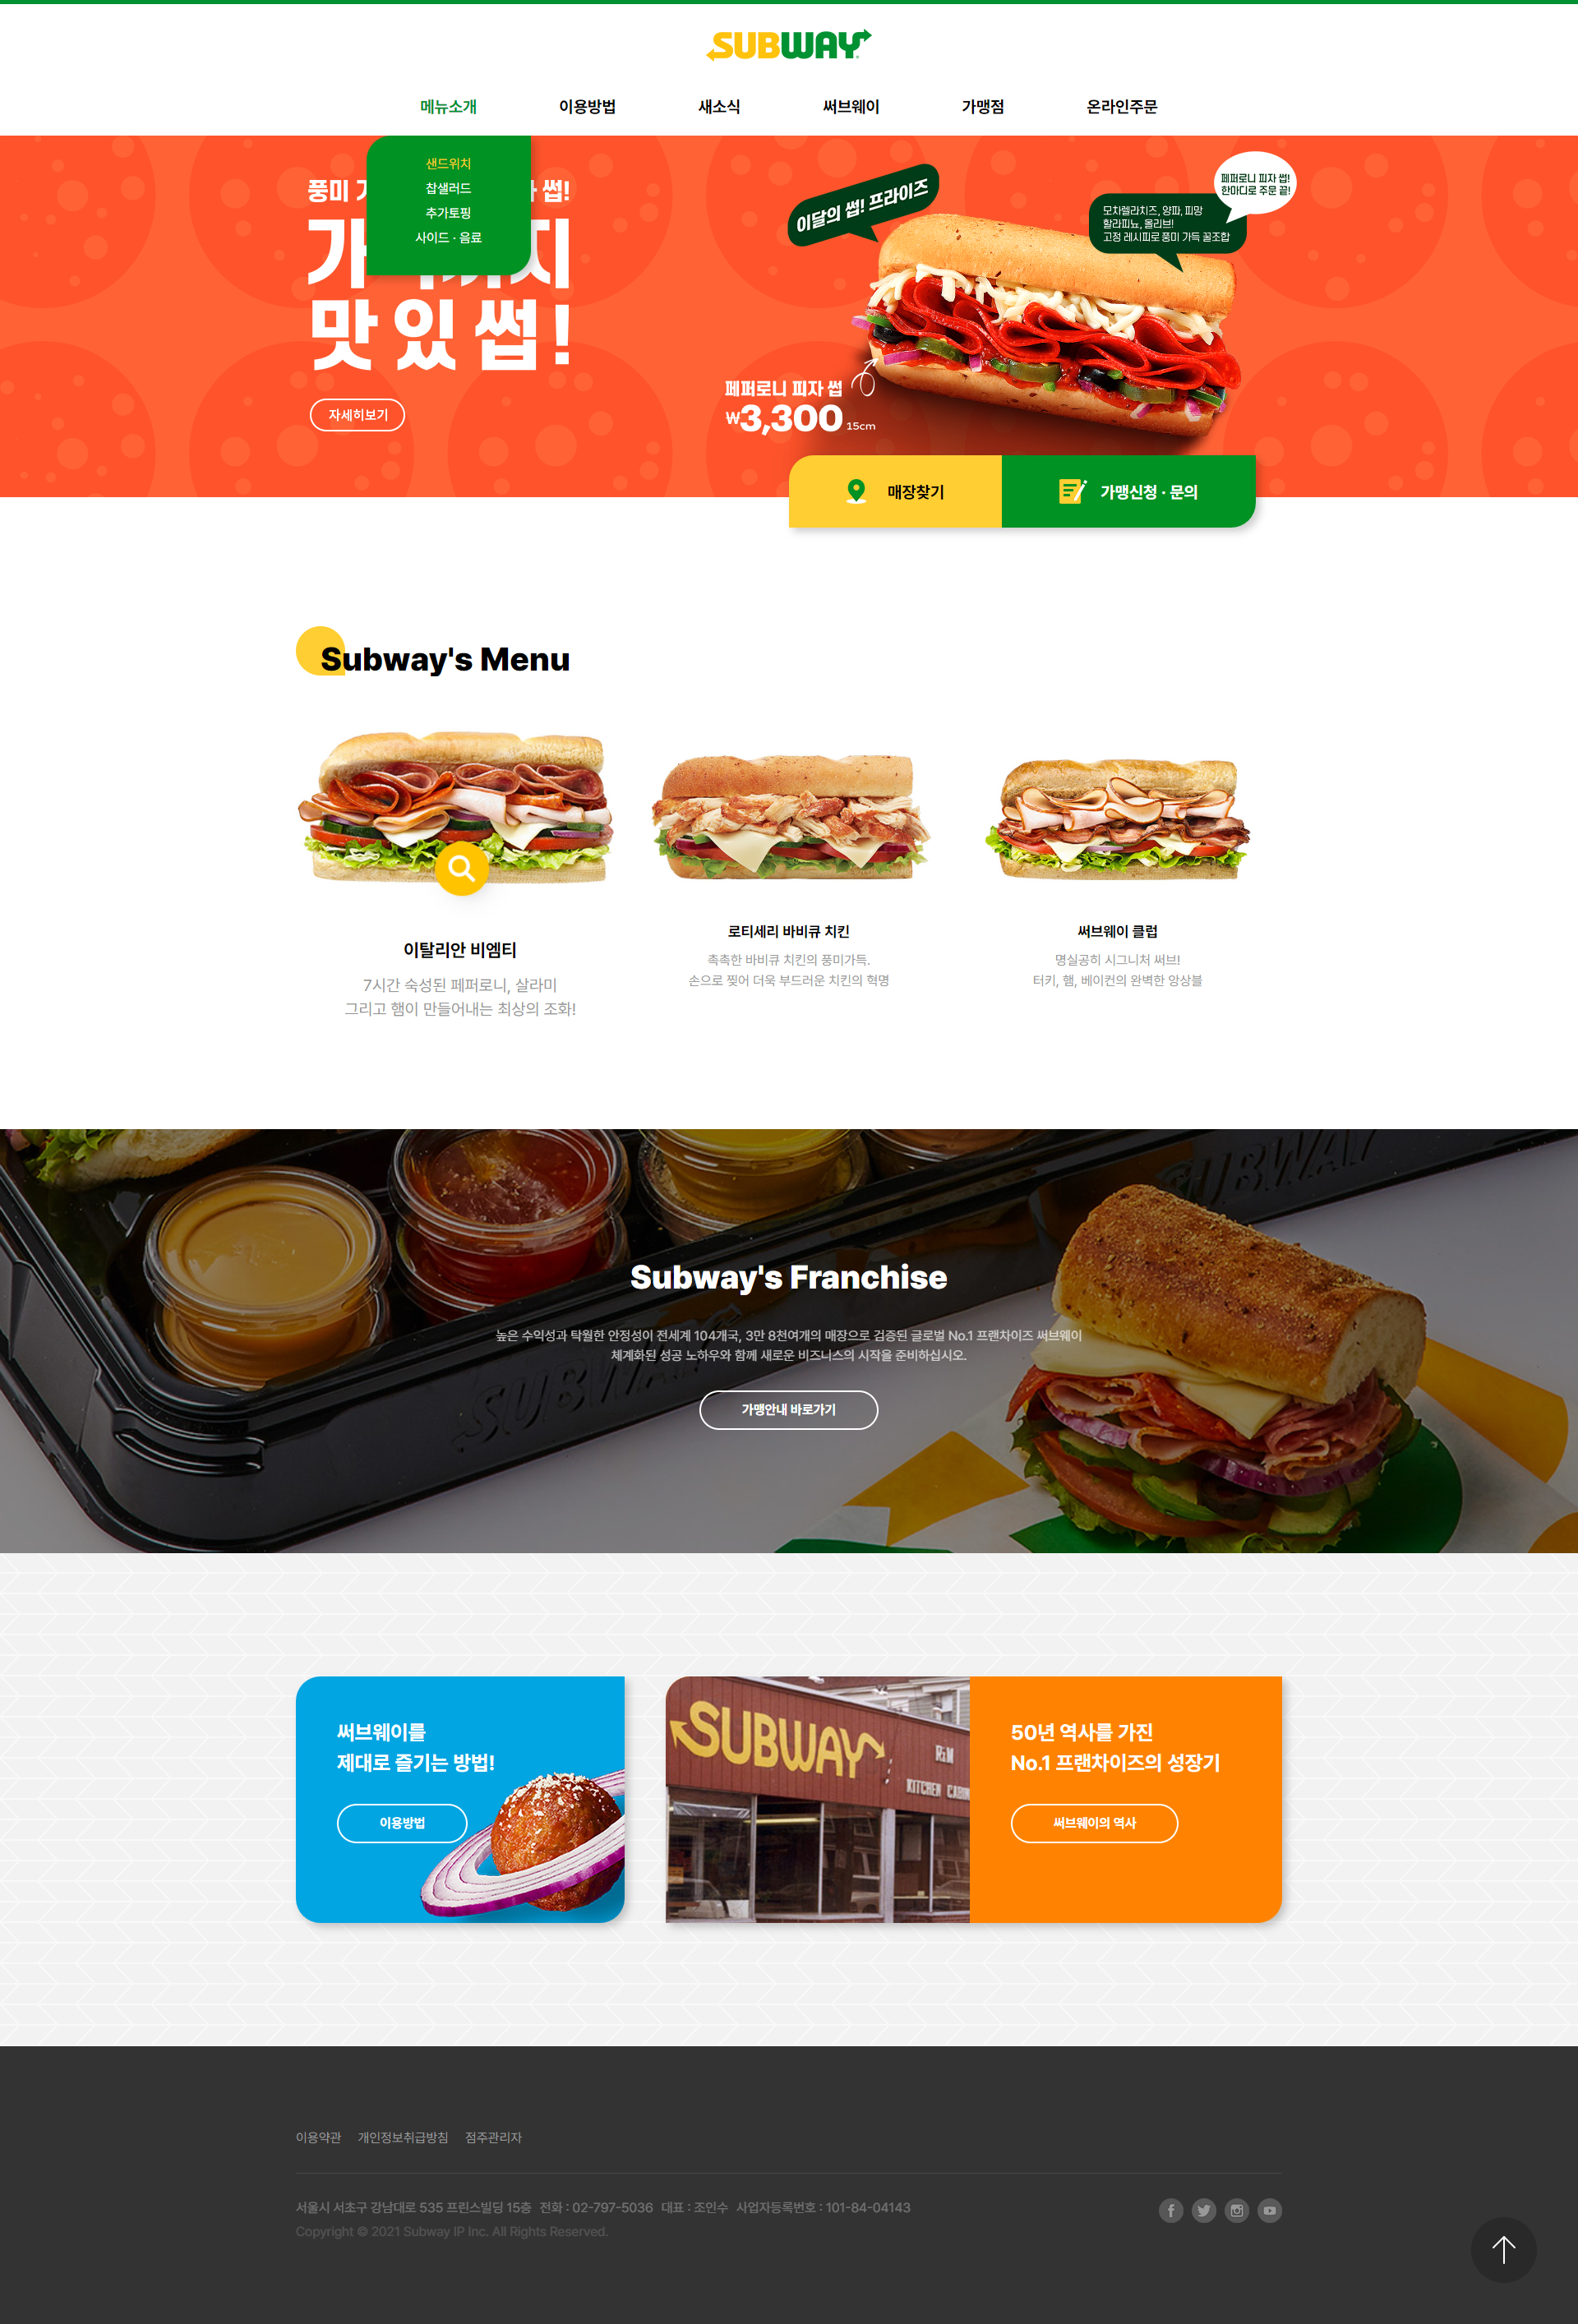 SUBWAY
메뉴소개
이용방법
새소식
써브웨이
가맹점
온라인주문
샌드위치
찹샐러드
추가토핑
사이드 · 음료
풍미
썹!
맛있썹!
자세히보기
이달의 썹! 프라이즈
페퍼로니 피자 썹!
한마디로 주문 끝!
모차렐라치즈, 양파, 피망
할라피뇨, 올리브!
고정 레시피로 풍미 가득 꿀조합
페퍼로니 피자 썹
₩3,300 15cm
매장찾기
가맹신청 · 문의
Subway's Menu
이탈리안 비엠티
7시간 숙성된 페퍼로니, 살라미
그리고 햄이 만들어내는 최상의 조화!
로티세리 바비큐 치킨
촉촉한 바비큐 치킨의 풍미가득.
손으로 찢어 더욱 부드러운 치킨의 혁명
써브웨이 클럽
명실공히 시그니처 써브!
터키, 햄, 베이컨의 완벽한 앙상블
Subway's Franchise
높은 수익성과 탁월한 안정성이 전세계 104개국, 3만 8천여개의 매장으로 검증된 글로벌 No.1 프랜차이즈 써브웨이
체계화된 성공 노하우와 함께 새로운 비즈니스의 시작을 준비하십시오.
가맹안내 바로가기
SUBWAY
써브웨이를
제대로 즐기는 방법!
이용방법
SUBWAY
KITCHEN
50년 역사를 가진
No.1 프랜차이즈의 성장기
써브웨이의 역사
이용약관
개인정보취급방침
점주관리자
서울시 서초구 강남대로 535 프린스빌딩 15층 전화 : 02-797-5036 대표 : 조인수 사업자등록번호 : 101-84-04143
Copyright © 2021 Subway IP Inc. All Rights Reserved.